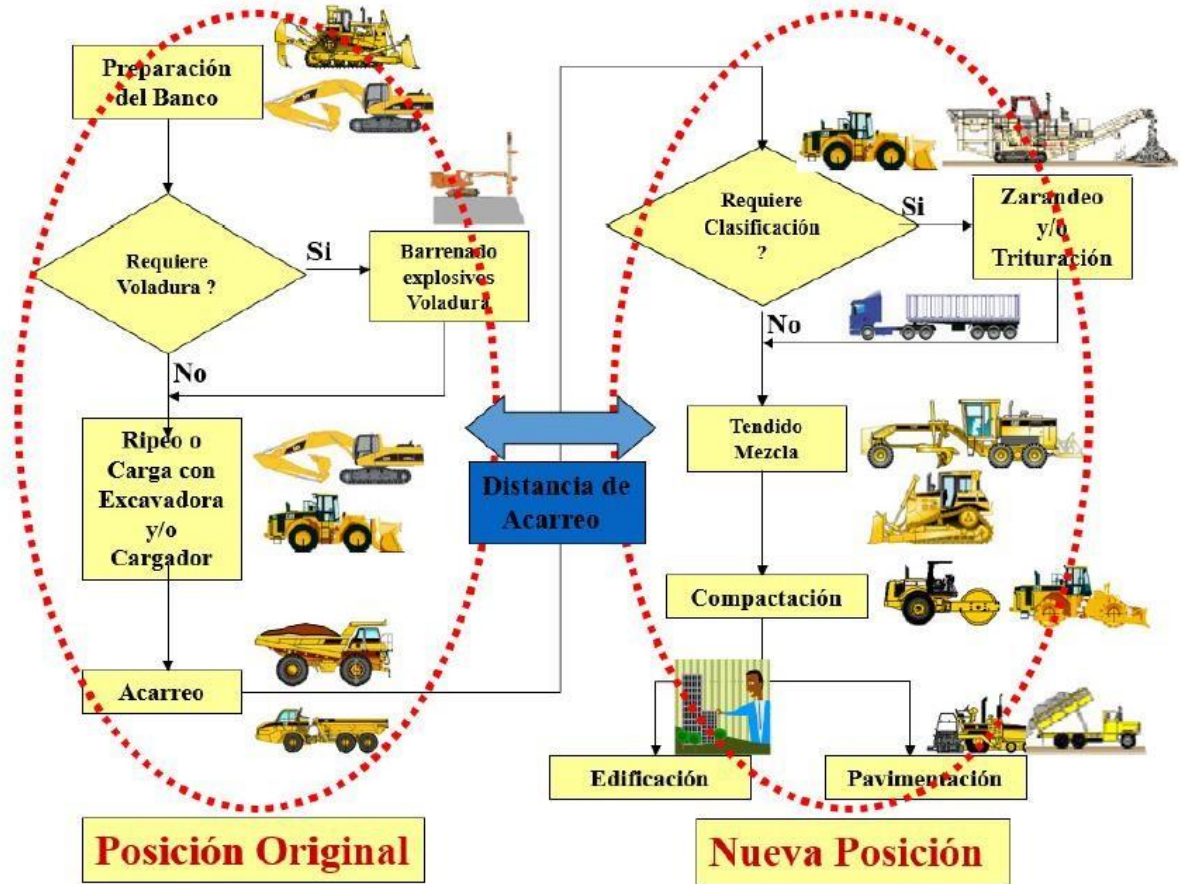 Preparación
del Banco
Requiere
Voladura ?
Si
Barrenado
explosivos
Voladura
No
Ripeo o
Carga con
Excavadora
y/o
Cargador
Acarreo
Posición Original
Distancia de
Acarreo
Requiere
Clasificación
?
Si
Zarandeo
y/o
Trituración
No
Tendido
Mezcla
Compactación
Edificación
Pavimentación
Nueva Posición